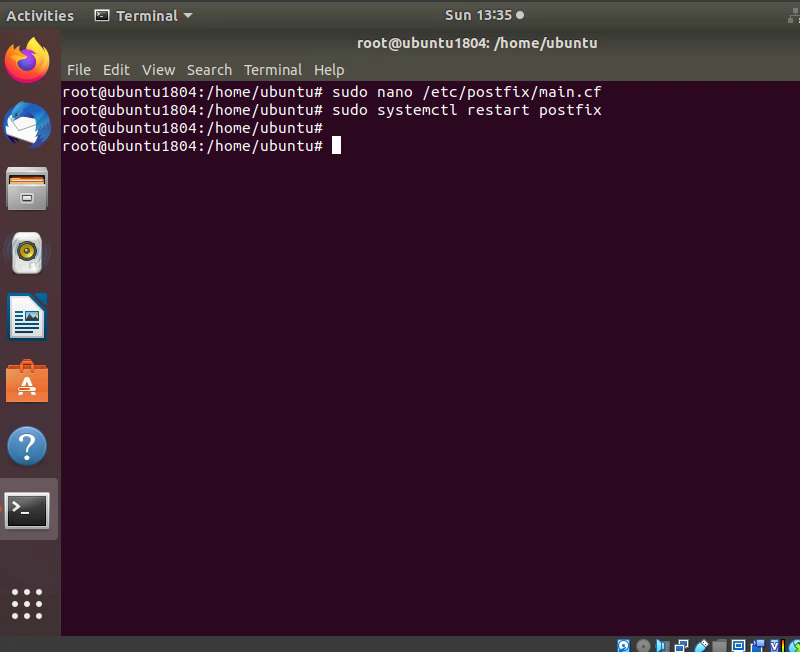 Activities Terminal Sun 13:35
root@ubuntu1804: /home/ubuntu
File Edit View Search Terminal Help
root@ubuntu1804:/home/ubuntu# sudo nano /etc/postfix/main.cf
root@ubuntu1804:/home/ubuntu# sudo systemctl restart postfix
root@ubuntu1804:/home/ubuntu#
root@ubuntu1804:/home/ubuntu#